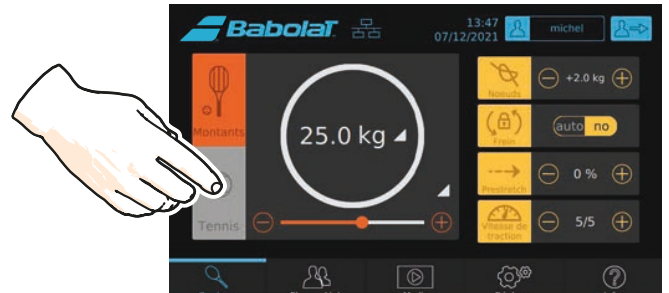 BabolaT
13:47
07/12/2021
michel
Montants
25.0 kg
Tennis
Noeuds
+2.0 kg
Frein
auto no
Prestretch
0 %
Vitesse de
traction
5/5